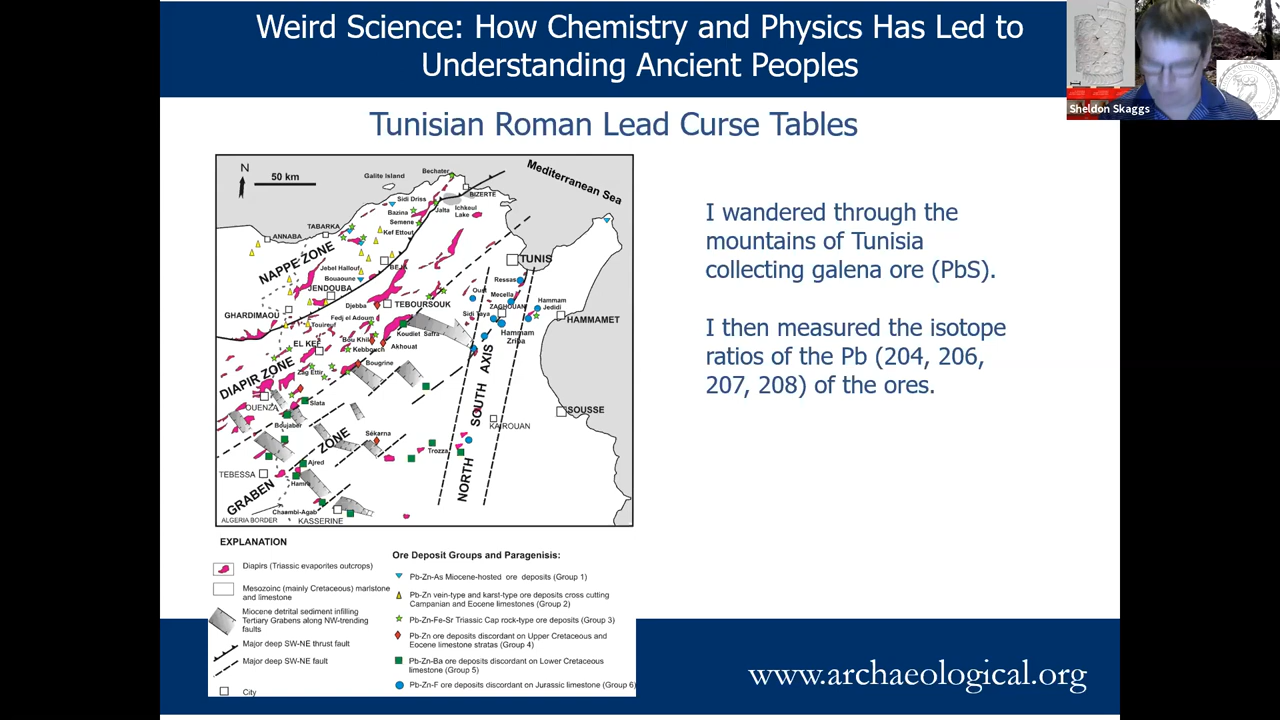 Weird Science: How Chemistry and Physics Has Led to
Understanding Ancient Peoples
Sheldon Skaggs
Tunisian Roman Lead Curse Tables
I wandered through the
mountains of Tunisia
collecting galena ore (PbS).
I then measured the isotope
ratios of the Pb (204, 206,
207, 208) of the ores.
N
50 km
Mediterranean Sea
Galite Island
Bechater
BIZERTE
Sidi Driss
Bazina
Jalta
Ichkeul
Lake
Semene
TABARKA
Kef Ettout
ANNABA
NAPPE ZONE
TUNIS
BEJA
Jebel Hallouf
Bouaoune
JENDOUBA
Ressas
Mecella
Djebba
TEBOURSOUK
ZAGHOUAN
Hammam
Jedidi
GHARDIMAOU
Fedj el Adoum
HAMMAMET
Touireuf
Koudiet Safra
Hammam
Zriba
Bou Khil
EL KEF
Kebbouch
Akhouat
Bougrine
DIAPIR ZONE
Zag Ettir
OUENZA
Slata
SOUSSE
Boujaber
KAIROUAN
Sékarna
ZONE
Trozza
NORTH SOUTH AXIS
Ajred
TEBESSA
Hamra
GRABEN
Chaambi-Agab
ALGERIA BORDER
KASSERINE
EXPLANATION
Diapirs (Triassic evaporites outcrops)
Mesozoinc (mainly Cretaceous) marlstone
and limestone
Miocene detrital sediment infilling
Tertiary Grabens along NW-trending
faults
Major deep SW-NE thrust fault
Major deep SW-NE fault
City
Ore Deposit Groups and Paragenisis:
Pb-Zn-As Miocene-hosted ore deposits (Group 1)
Pb-Zn vein-type and karst-type ore deposits cross cutting
Campanian and Eocene limestones (Group 2)
Pb-Zn-Fe-Sr Triassic Cap rock-type ore deposits (Group 3)
Pb-Zn ore deposits discordant on Upper Cretaceous and
Eocene limestone stratas (Group 4)
Pb-Zn-Ba ore deposits discordant on Lower Cretaceous
limestone (Group 5)
Pb-Zn-F ore deposits discordant on Jurassic limestone (Group 6)
www.archaeological.org